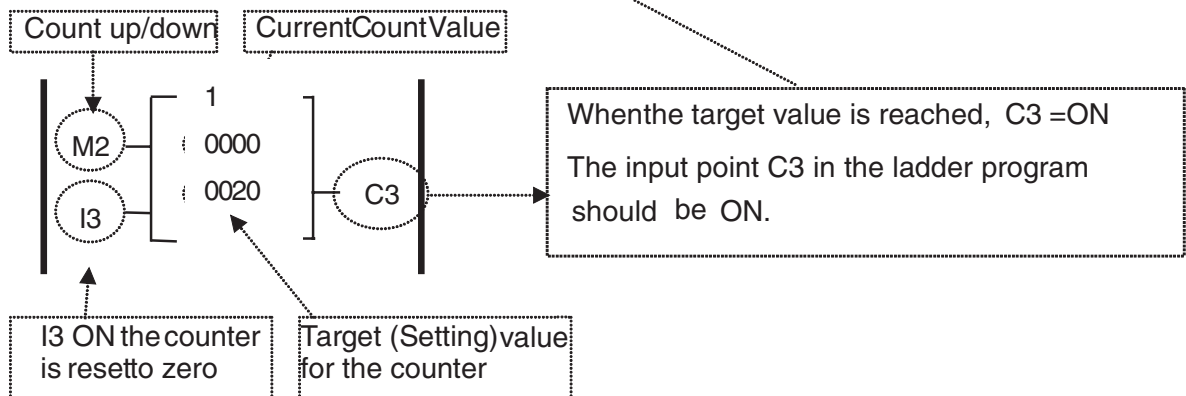 Count up/down
CurrentCountValue
1
M2
0000
0020
I3
C3
Whenthe target value is reached, C3 =ON
The input point C3 in the ladder program
should be ON.
I3 ON thecounter
is resetto zero
Target (Setting)value
for the counter